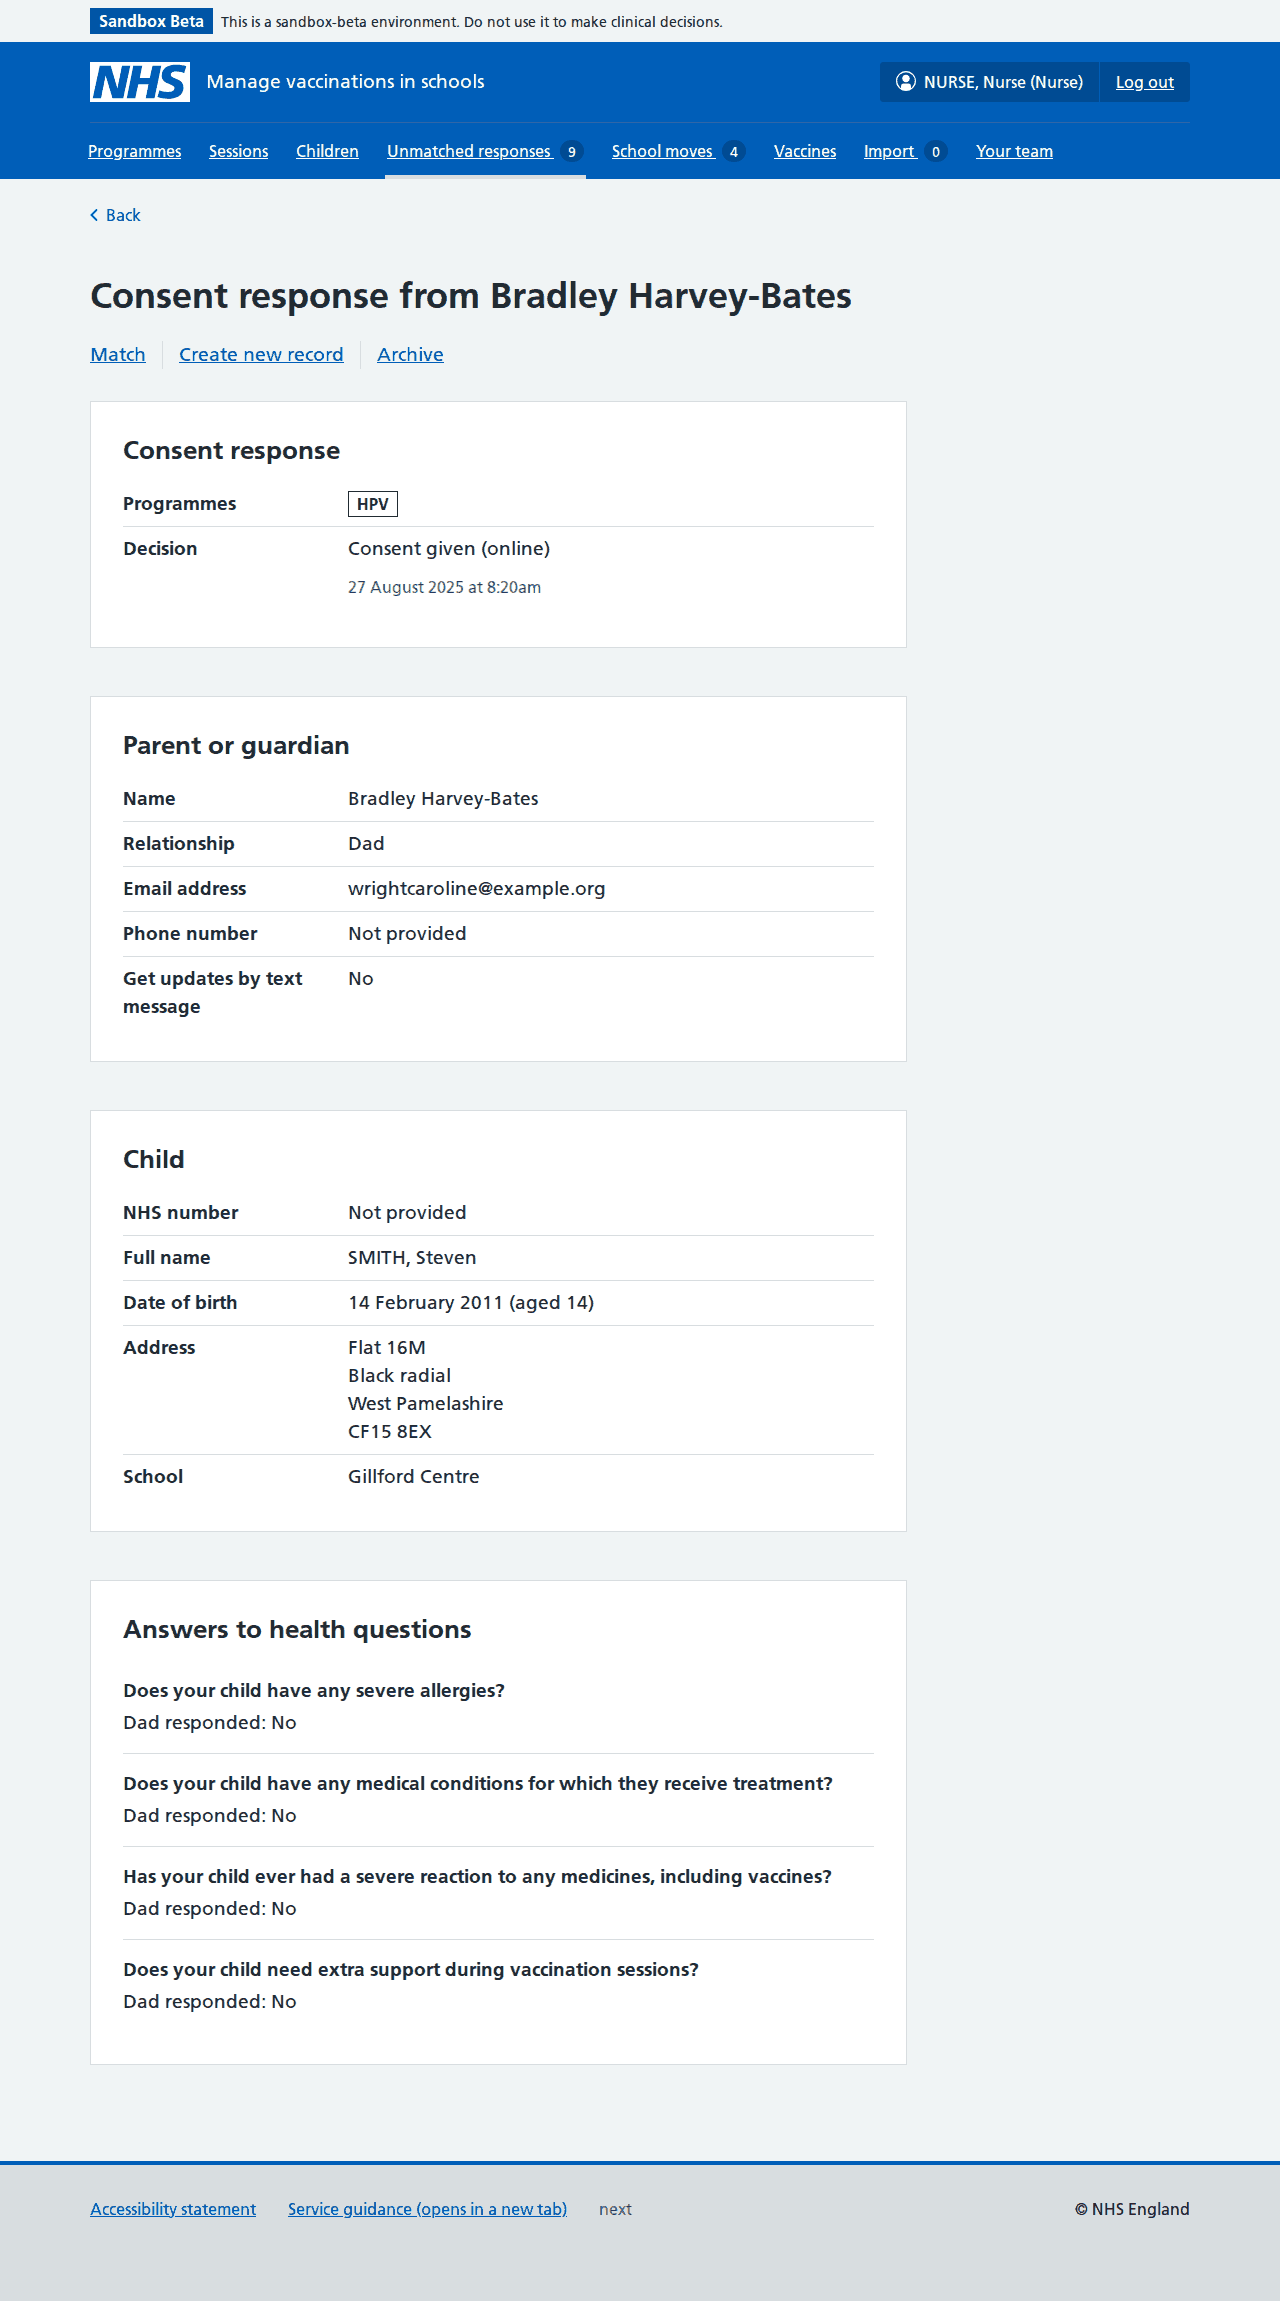 Sandbox Beta This is a sandbox-beta environment. Do not use it to make clinical decisions.
NHS Manage vaccinations in schools NURSE, Nurse (Nurse) Log out
Programmes Sessions Children Unmatched responses 9 School moves 4 Vaccines Import 0 Your team
Back
Consent response from Bradley Harvey-Bates
Match Create new record Archive
Consent response
Programmes HPV
Decision Consent given (online)
27 August 2025 at 8:20am
Parent or guardian
Name Bradley Harvey-Bates
Relationship Dad
Email address wrightcaroline@example.org
Phone number Not provided
Get updates by text No
message
Child
NHS number Not provided
Full name SMITH, Steven
Date of birth 14 February 2011 (aged 14)
Address Flat 16M
Black radial
West Pamelashire
CF15 8EX
School Gillford Centre
Answers to health questions
Does your child have any severe allergies?
Dad responded: No
Does your child have any medical conditions for which they receive treatment?
Dad responded: No
Has your child ever had a severe reaction to any medicines, including vaccines?
Dad responded: No
Does your child need extra support during vaccination sessions?
Dad responded: No
Accessibility statement Service guidance (opens in a new tab) next © NHS England